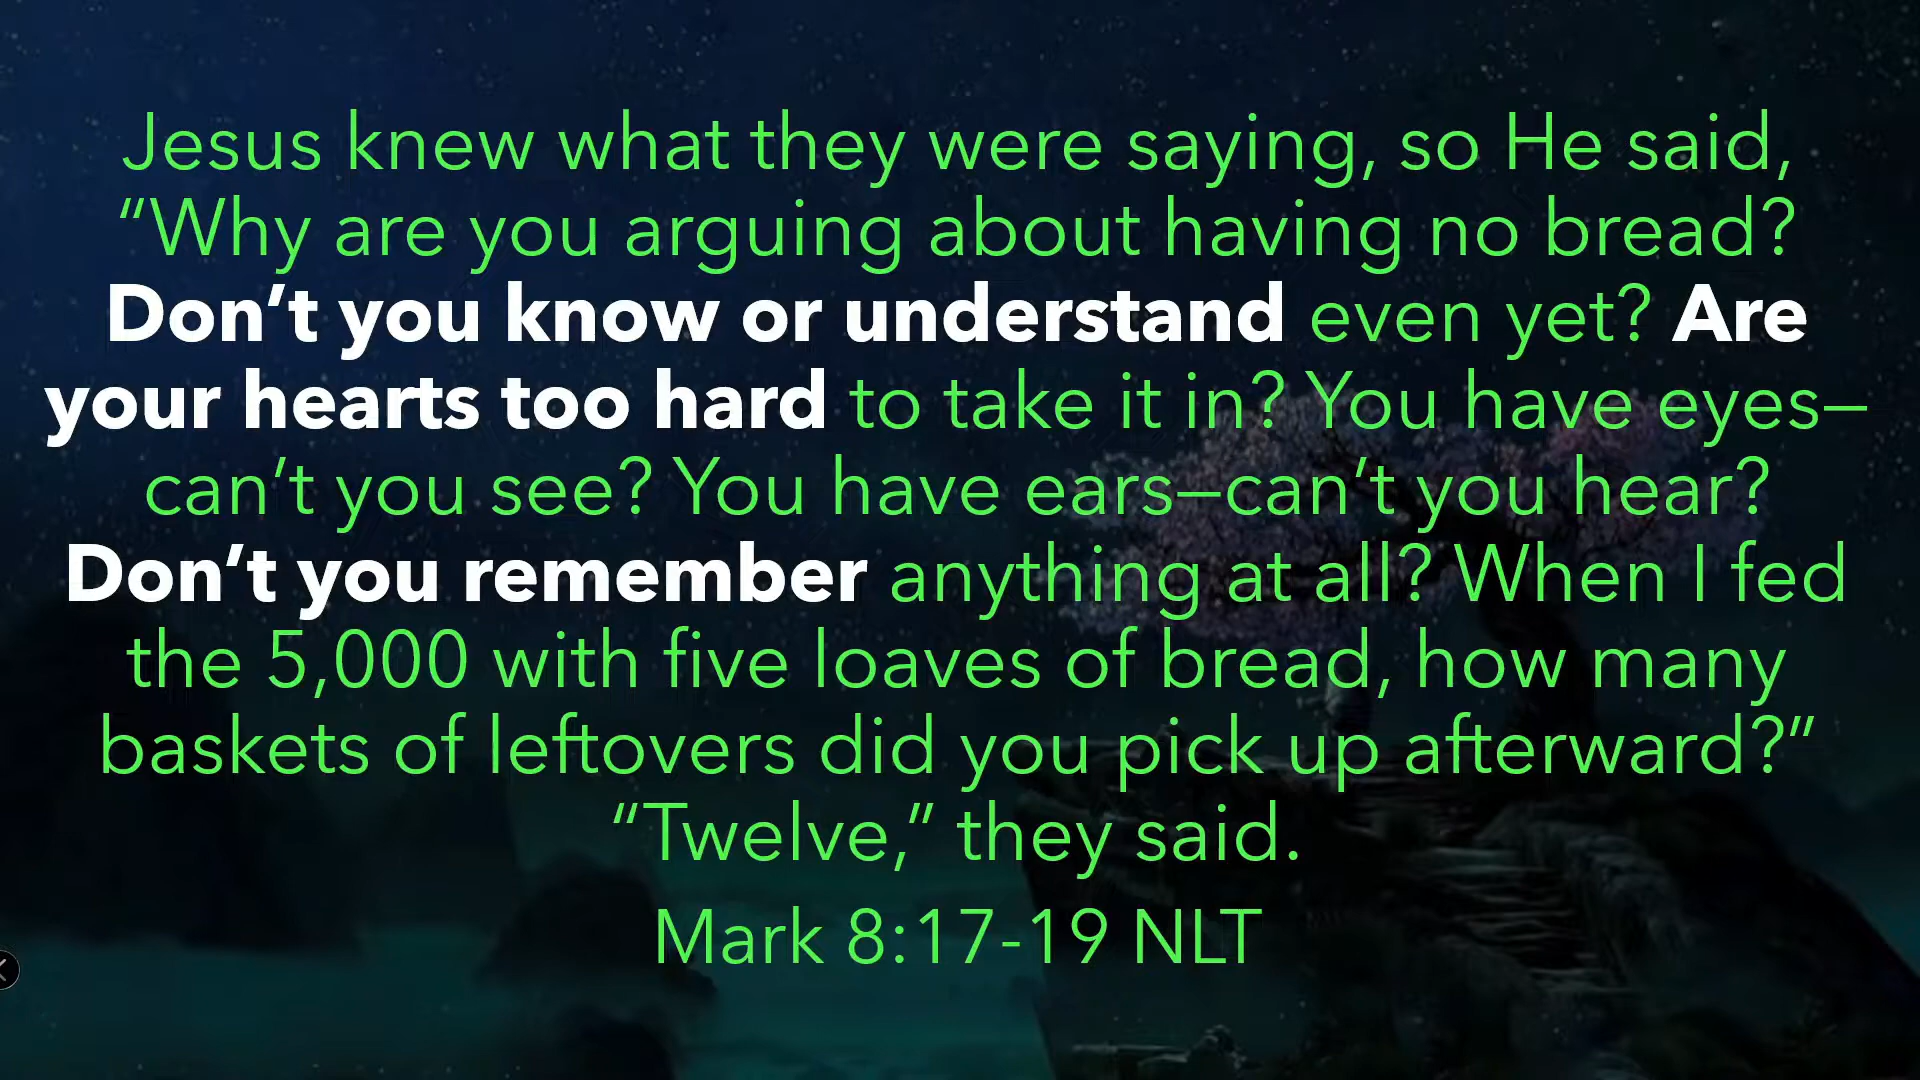 Jesus knew what they were saying, so He said,
“Why are you arguing about having no bread?
Don’t you know or understand even yet? Are
your hearts too hard to take it in? You have eyes—
can’t you see? You have ears—can’t you hear?
Don’t you remember anything at all? When I fed
the 5,000 with five loaves of bread, how many
baskets of leftovers did you pick up afterward?”
“Twelve,” they said.
Mark 8:17-19 NLT